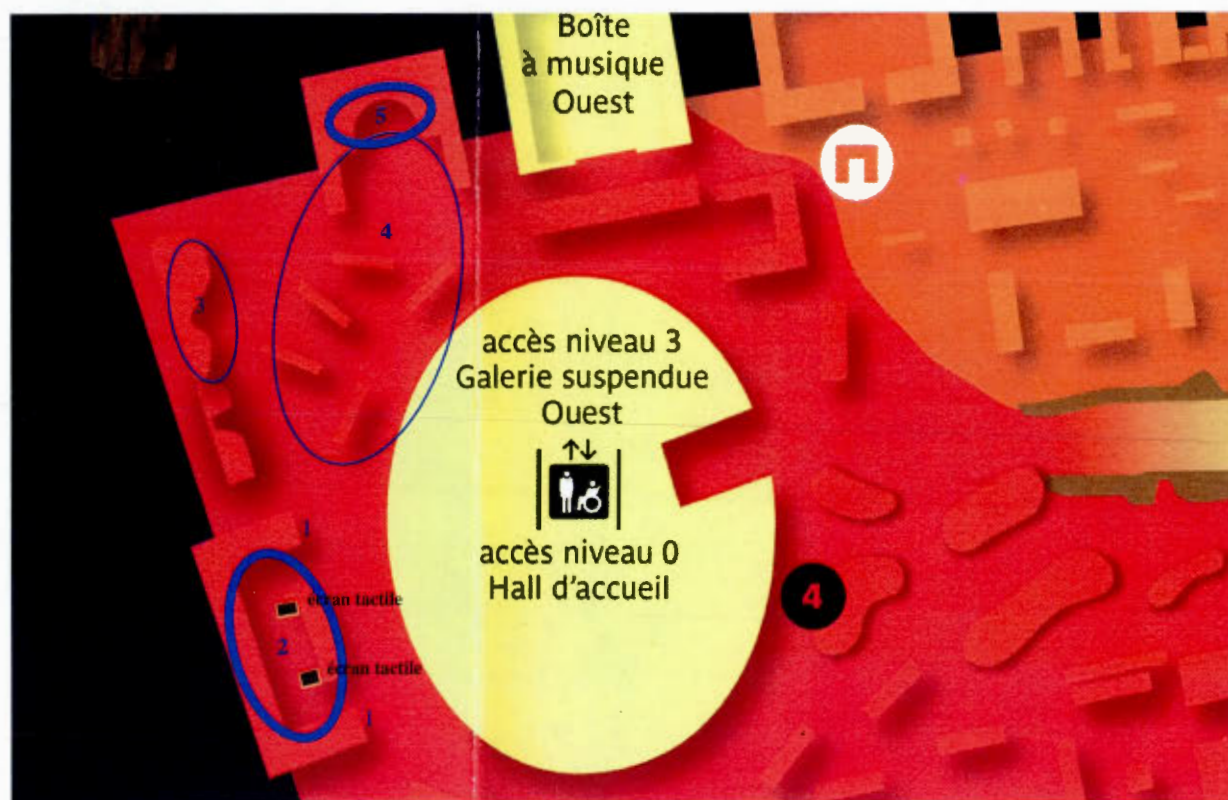 Boîte
à musique
Ouest
5
4
3
accès niveau 3
Galerie suspendue
Ouest
accès niveau 0
Hall d'accueil
1
écran tactile
2
écran tactile
1
4